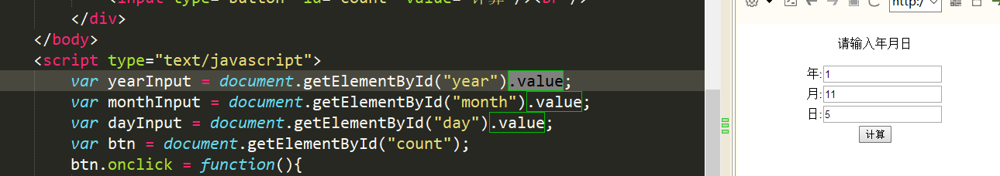 <input type="button" id="count" value="计算"/><br />
</div>
</body>
<script type="text/javascript">
var yearInput = document.getElementById("year").value;
var monthInput = document.getElementById("month").value;
var dayInput = document.getElementById("day").value;
var btn = document.getElementById("count");
btn.onclick = function(){
http:/
请输入年月日
年:1
月:11
日:5
计算